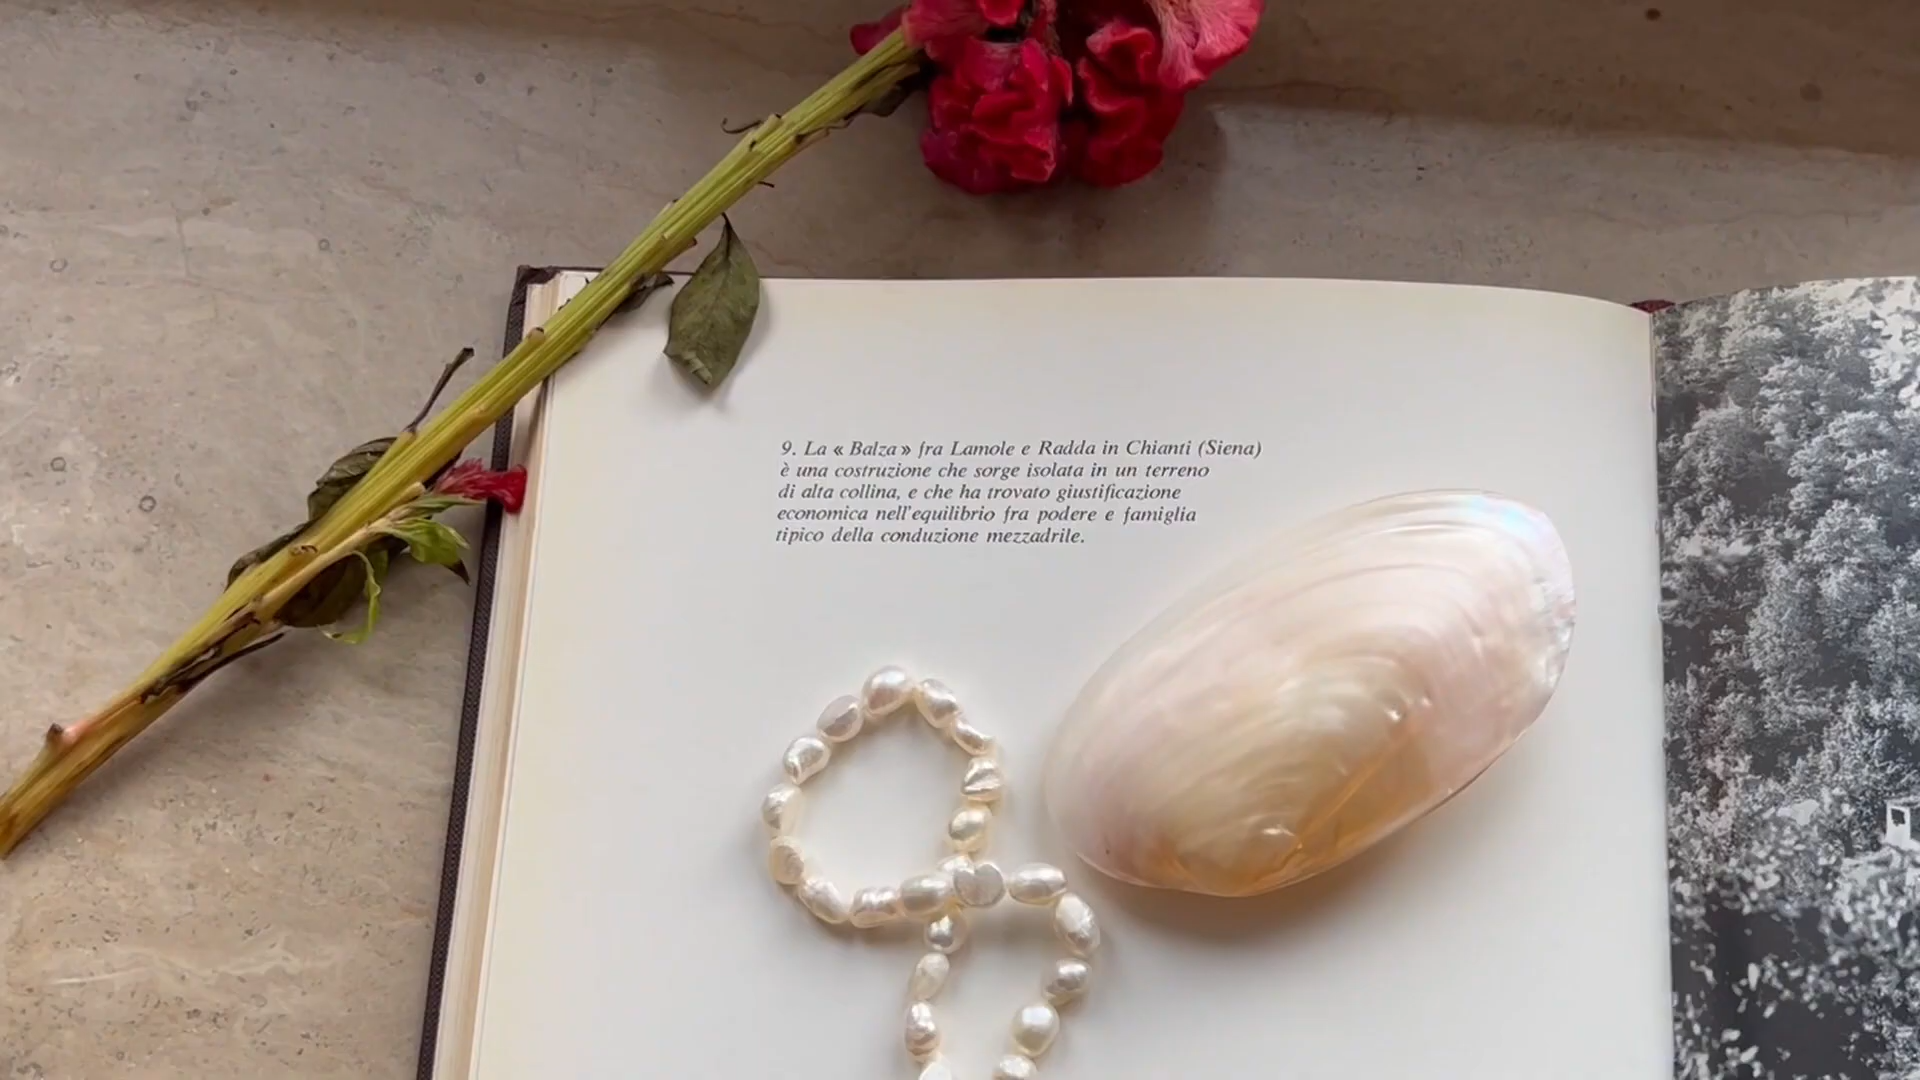 9. La « Balza » fra Lamole e Radda in Chianti (Siena)
è una costruzione che sorge isolata in un terreno
di alta collina, e che ha trovato giustificazione
economica nell'equilibrio fra podere e famiglia
tipico della conduzione mezzadrile.